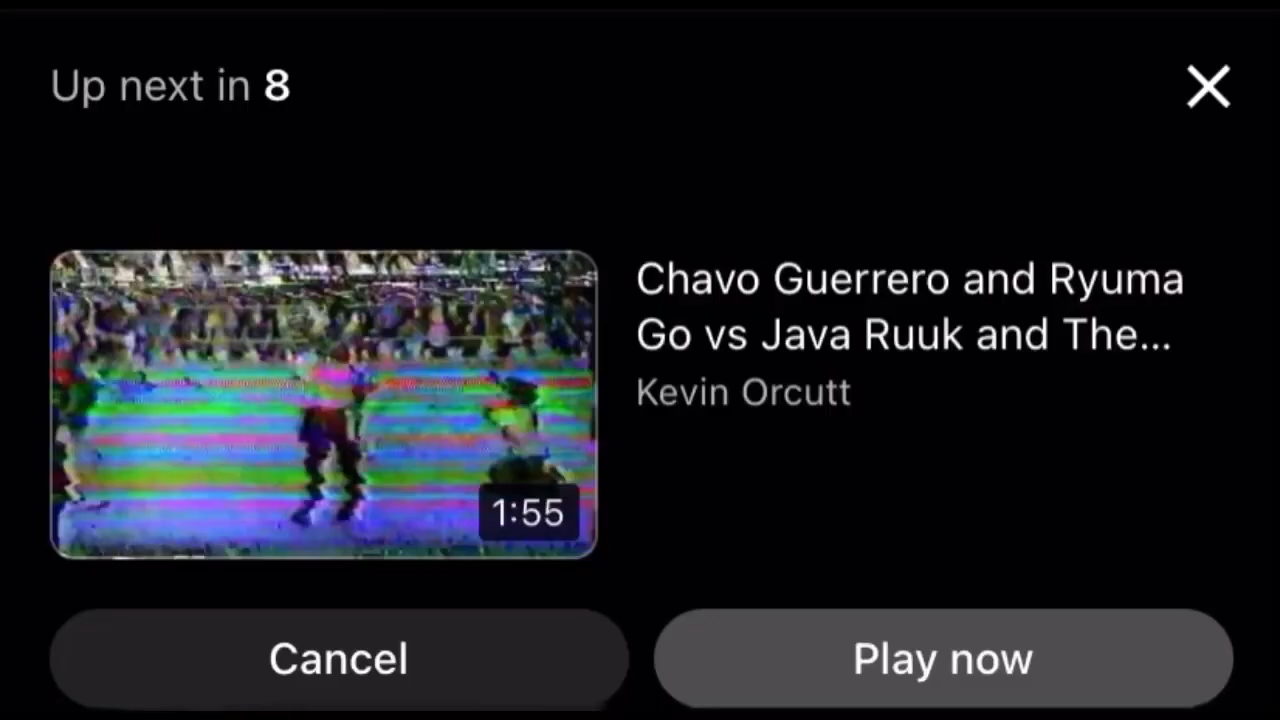 Up next in 8
Chavo Guerrero and Ryuma
Go vs Java Ruuk and The...
Kevin Orcutt
1:55
Cancel
Play now